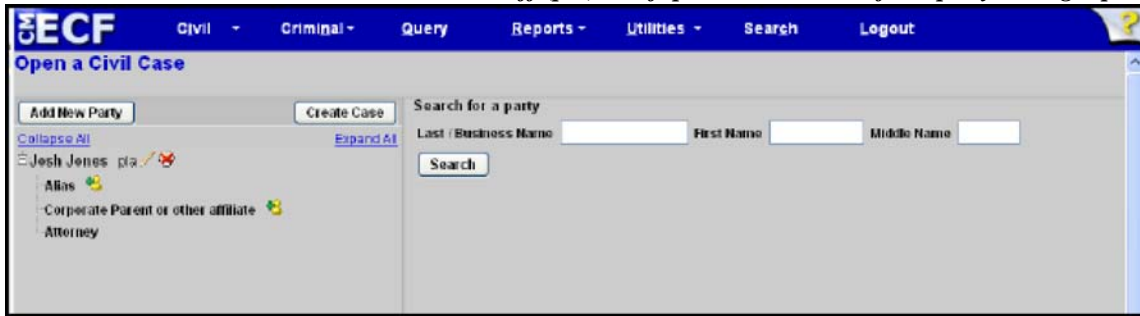 CM ECF Civil Criminal Query Reports Utilities Search Logout ?
Open a Civil Case
Add New Party Create Case
Collapse All Expand All
Josh Jones pla
Alias
Corporate Parent or other affiliate
Attorney
Search for a party
Last / Business Name First Name Middle Name
Search